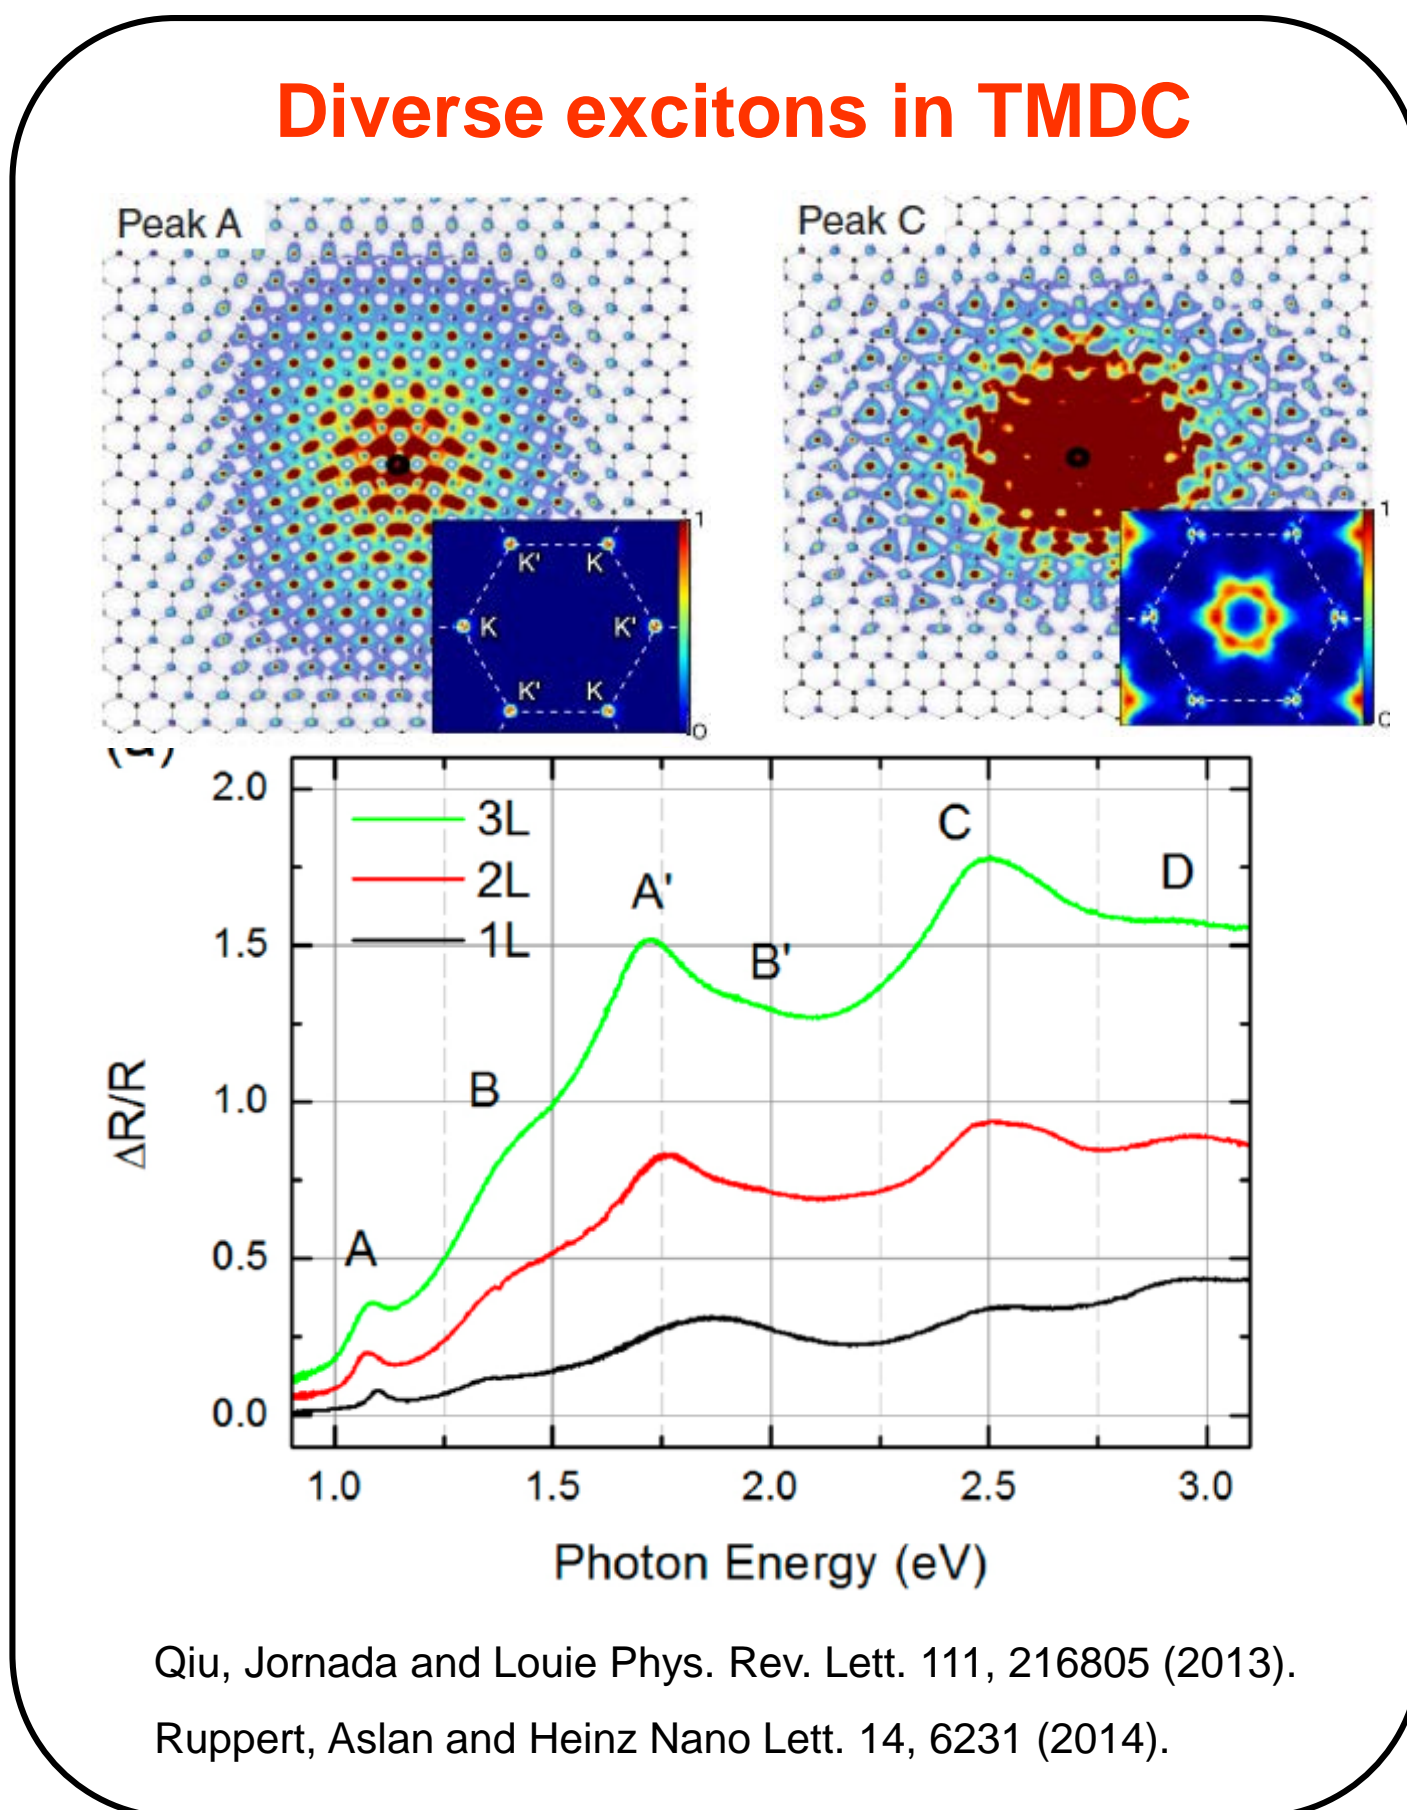 Diverse excitons in TMDC
Peak A
Peak C
1
K' K
K K'
K' K
0
1
2.0
1.5
1.0
0.5
0.0
ΔR/R
3L
2L
1L
A
B
A'
B'
C
D
1.0 1.5 2.0 2.5 3.0
Photon Energy (eV)
Qiu, Jornada and Louie Phys. Rev. Lett. 111, 216805 (2013).
Ruppert, Aslan and Heinz Nano Lett. 14, 6231 (2014).